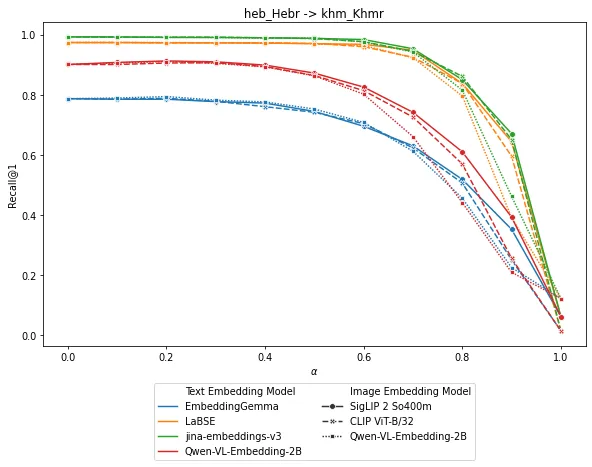 heb_Hebr -> khm_Khmr
1.0
0.8
0.6
0.4
0.2
0.0
Recall@1
0.0 0.2 0.4 0.6 0.8 1.0
α
Text Embedding Model Image Embedding Model
EmbeddingGemma SigLIP 2 So400m
LaBSE CLIP ViT-B/32
jina-embeddings-v3 Qwen-VL-Embedding-2B
Qwen-VL-Embedding-2B